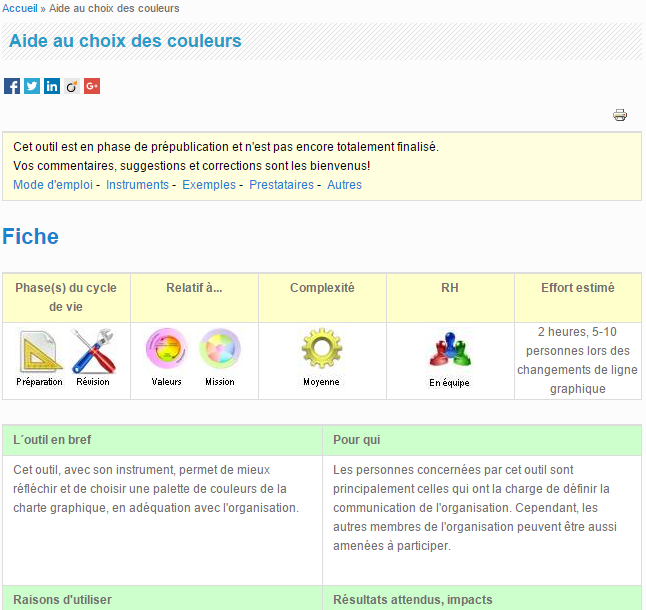 Accueil » Aide au choix des couleurs
Aide au choix des couleurs
Cet outil est en phase de prépublication et n'est pas encore totalement finalisé.
Vos commentaires, suggestions et corrections sont les bienvenus!
Mode d'emploi - Instruments - Exemples - Prestataires - Autres
Fiche
Phase(s) du cycle
de vie
Relatif à...
Complexité
RH
Effort estimé
Préparation
Révision
Valeurs
Mission
Moyenne
En équipe
2 heures, 5-10
personnes lors des
changements de ligne
graphique
L´outil en bref
Cet outil, avec son instrument, permet de mieux
réfléchir et de choisir une palette de couleurs de la
charte graphique, en adéquation avec l'organisation.
Pour qui
Les personnes concernées par cet outil sont
principalement celles qui ont la charge de définir la
communication de l'organisation. Cependant, les
autres membres de l'organisation peuvent être aussi
amenées à participer.
Raisons d'utiliser
Résultats attendus, impacts